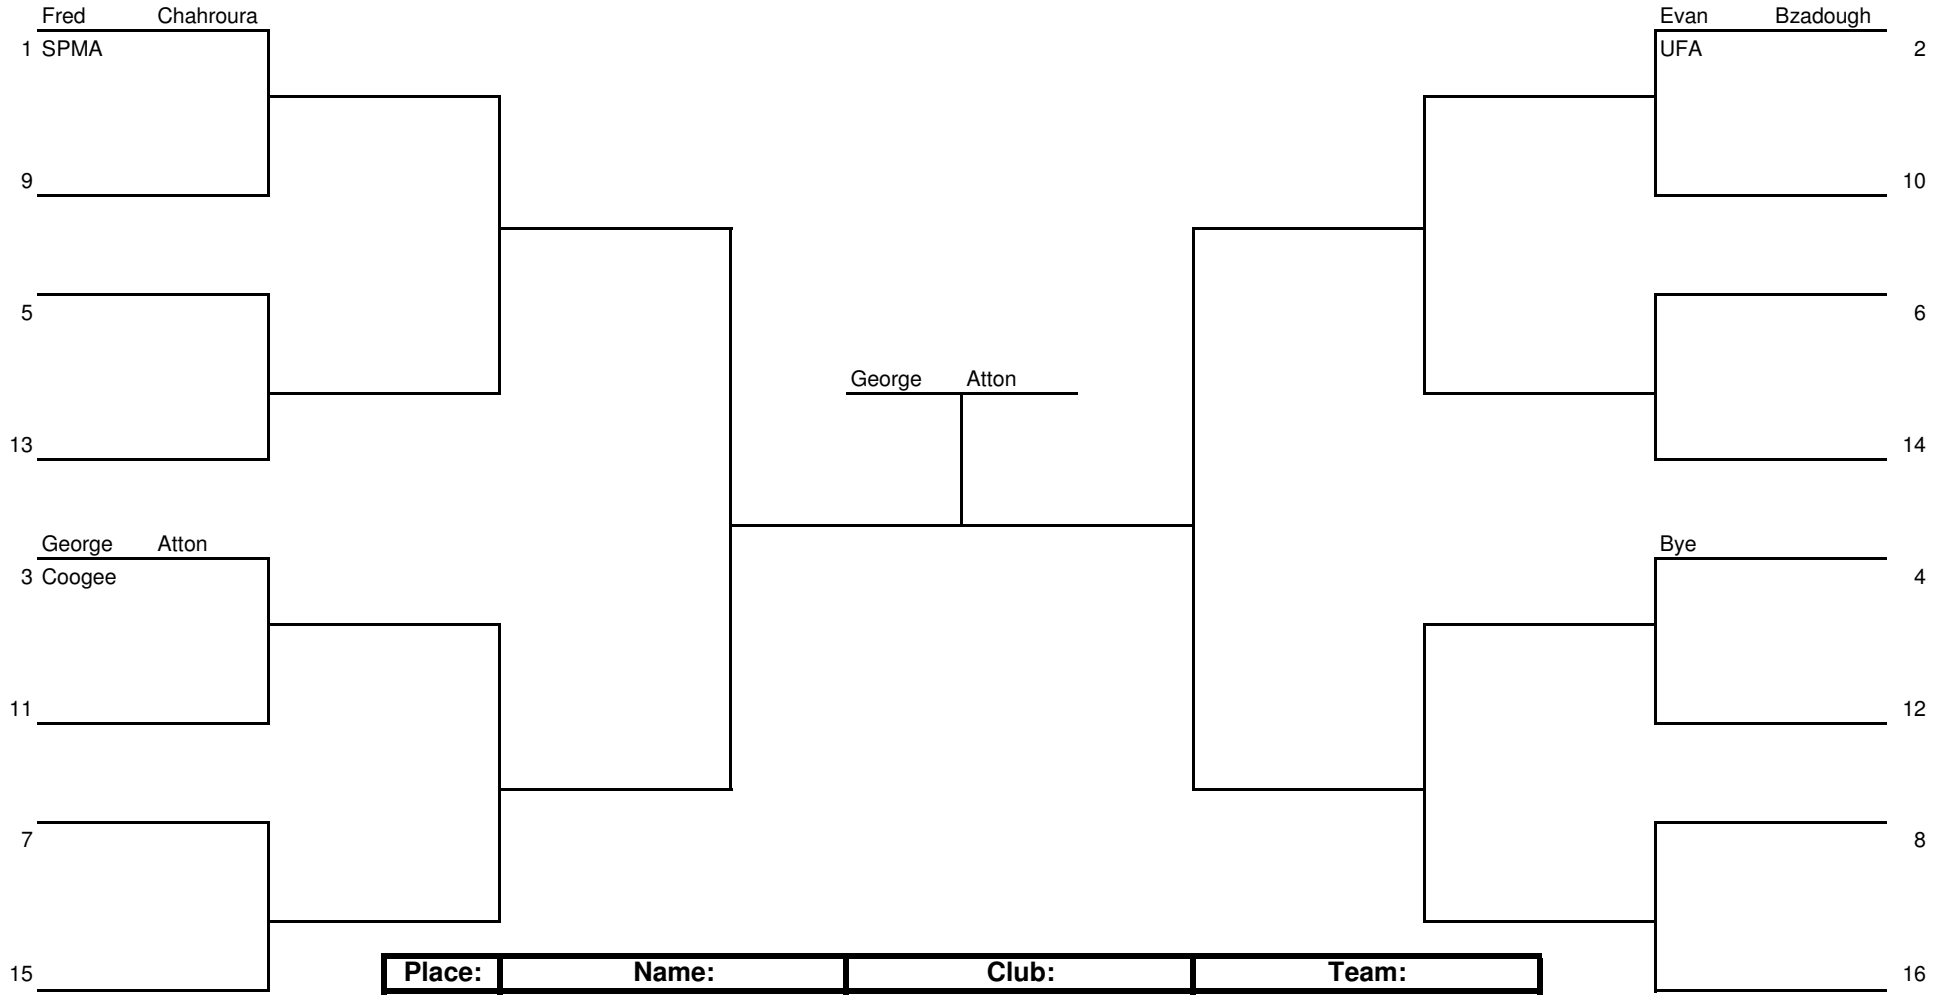 Fred Chahroura Evan Bzadough
1 SPMA UFA 2
9 10
5 6
George Atton
13 14
George Atton Bye
3 Coogee 4
11 12
7 8
15 16
Place: Name: Club: Team: